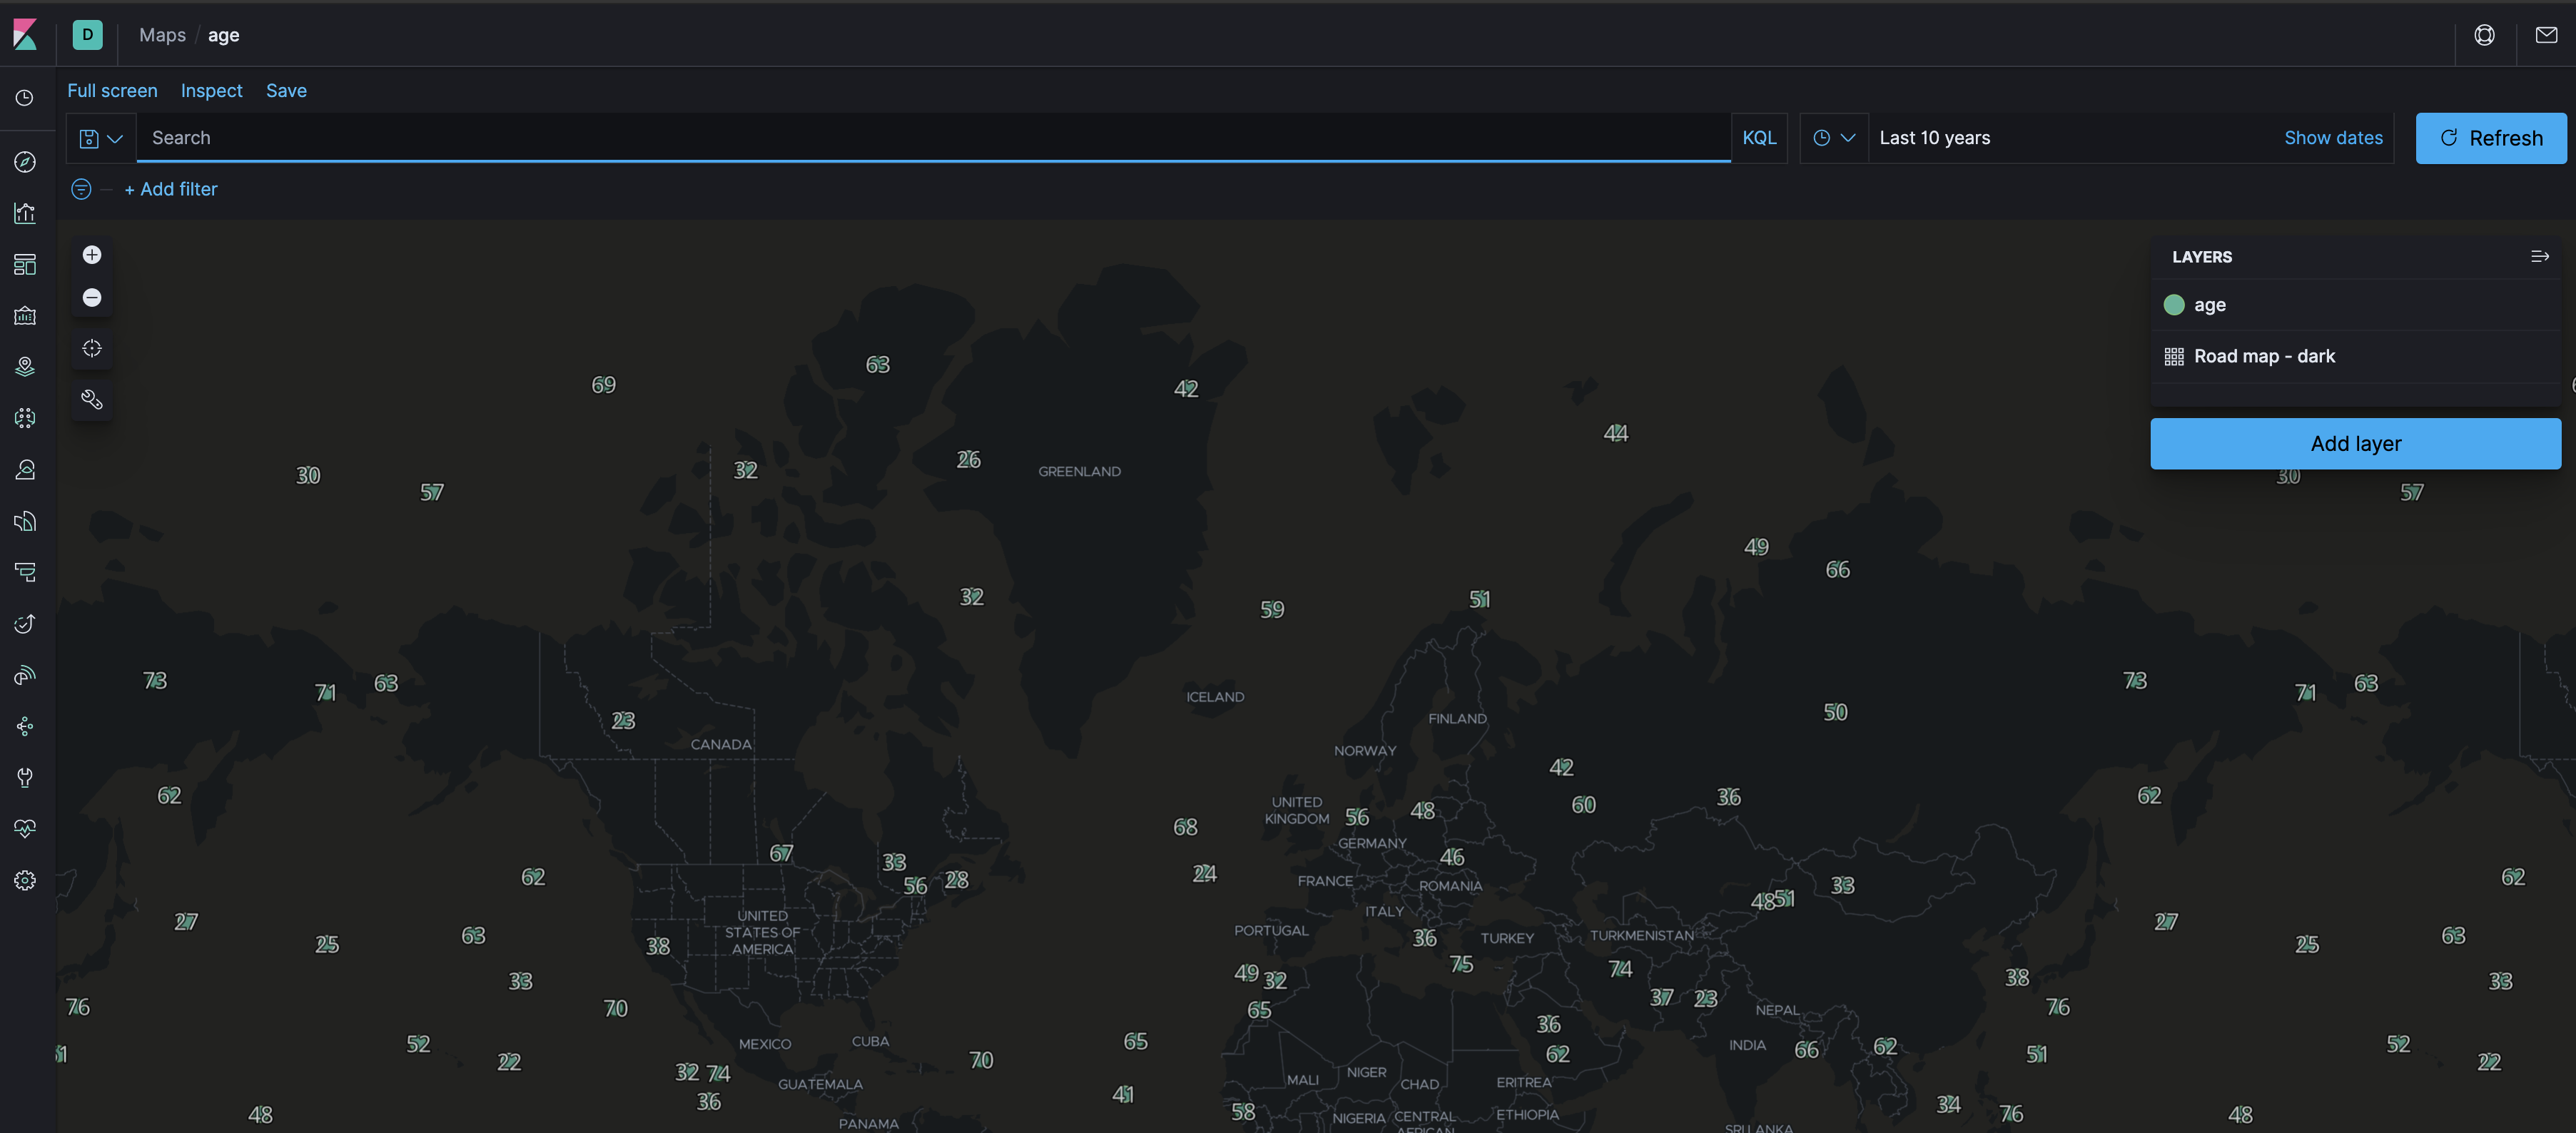 D Maps / age
Full screen Inspect Save
Search KQL Last 10 years Show dates Refresh
+ Add filter
LAYERS
age
Road map - dark
Add layer
63
69
42
44
26
32
GREENLAND
30
57
30
57
49
66
32
59
51
73
71
63
73
71
63
ICELAND
23
50
FINLAND
CANADA
NORWAY
42
62
36
62
60
UNITED
KINGDOM
56
48
68
GERMANY
67
33
46
62
24
56
28
FRANCE
ROMANIA
33
62
48
51
27
UNITED
STATES OF
AMERICA
ITALY
27
25
63
38
PORTUGAL
36
TURKEY
TURKMENISTAN
25
63
75
74
49
32
33
38
33
76
70
65
37
23
NEPAL
76
52
MEXICO
CUBA
65
36
INDIA
66
62
52
51
22
70
62
51
22
32
74
GUATEMALA
MALI
NIGER
CHAD
ERITREA
36
41
34
48
58
NIGERIA
CENTRAL
AFRICAN
ETHIOPIA
76
48
PANAMA
SRI LANKA